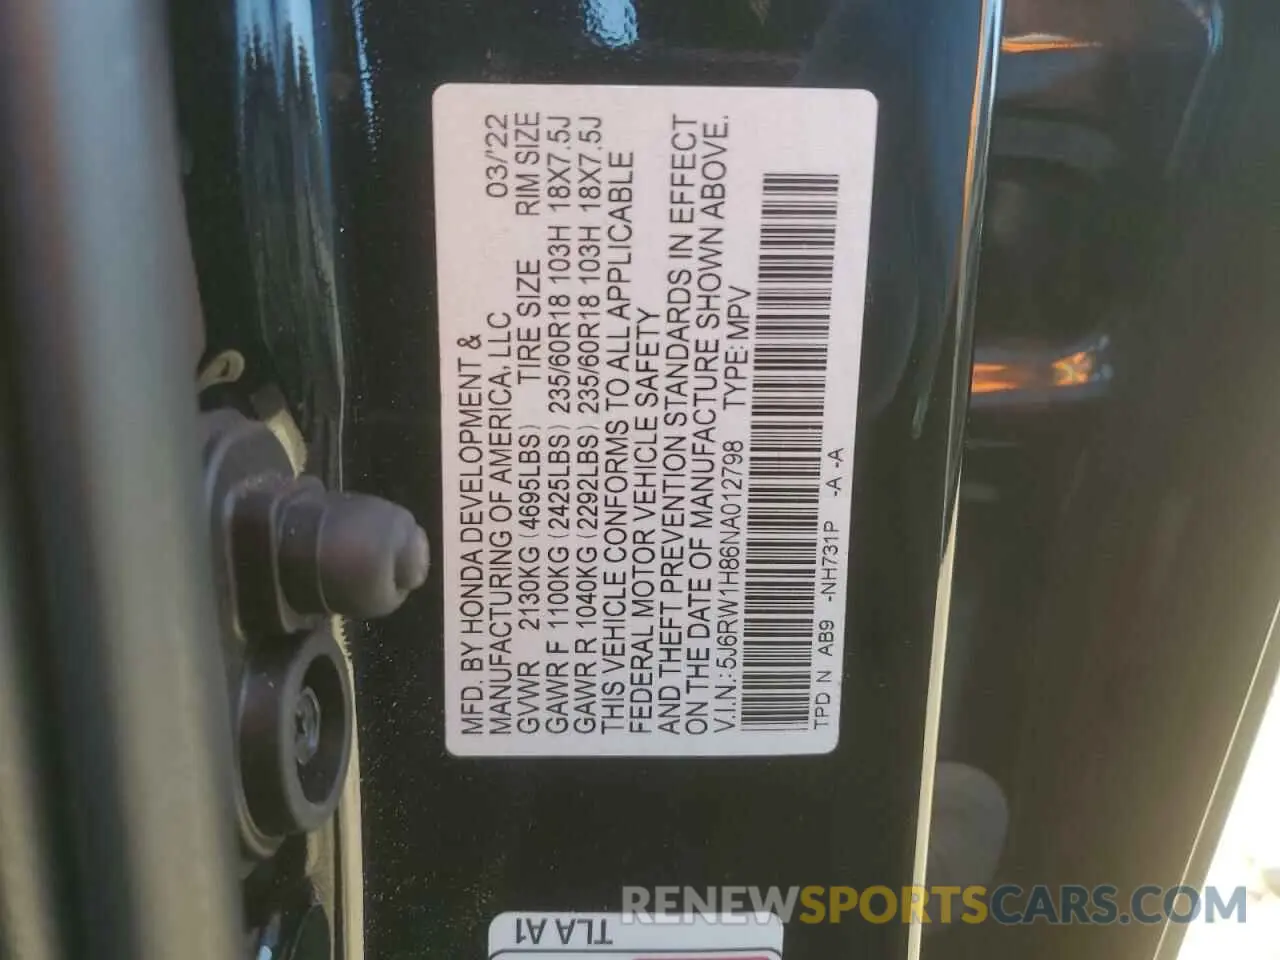 MFD. BY HONDA DEVELOPMENT &
MANUFACTURING OF AMERICA, LLC 03/'22
GVWR 2130KG (4695LBS) TIRE SIZE RIM SIZE
GAWR F 1100KG (2425LBS) 235/60R18 103H 18X7.5J
GAWR R 1040KG (2292LBS) 235/60R18 103H 18X7.5J
THIS VEHICLE CONFORMS TO ALL APPLICABLE
FEDERAL MOTOR VEHICLE SAFETY
AND THEFT PREVENTION STANDARDS IN EFFECT
ON THE DATE OF MANUFACTURE SHOWN ABOVE.
V.I.N.: 5J6RW1H86NA012798 TYPE: MPV
TPD N AB9 -NH731P -A -A
TLA A1
RENEWSPORTSCARS.COM